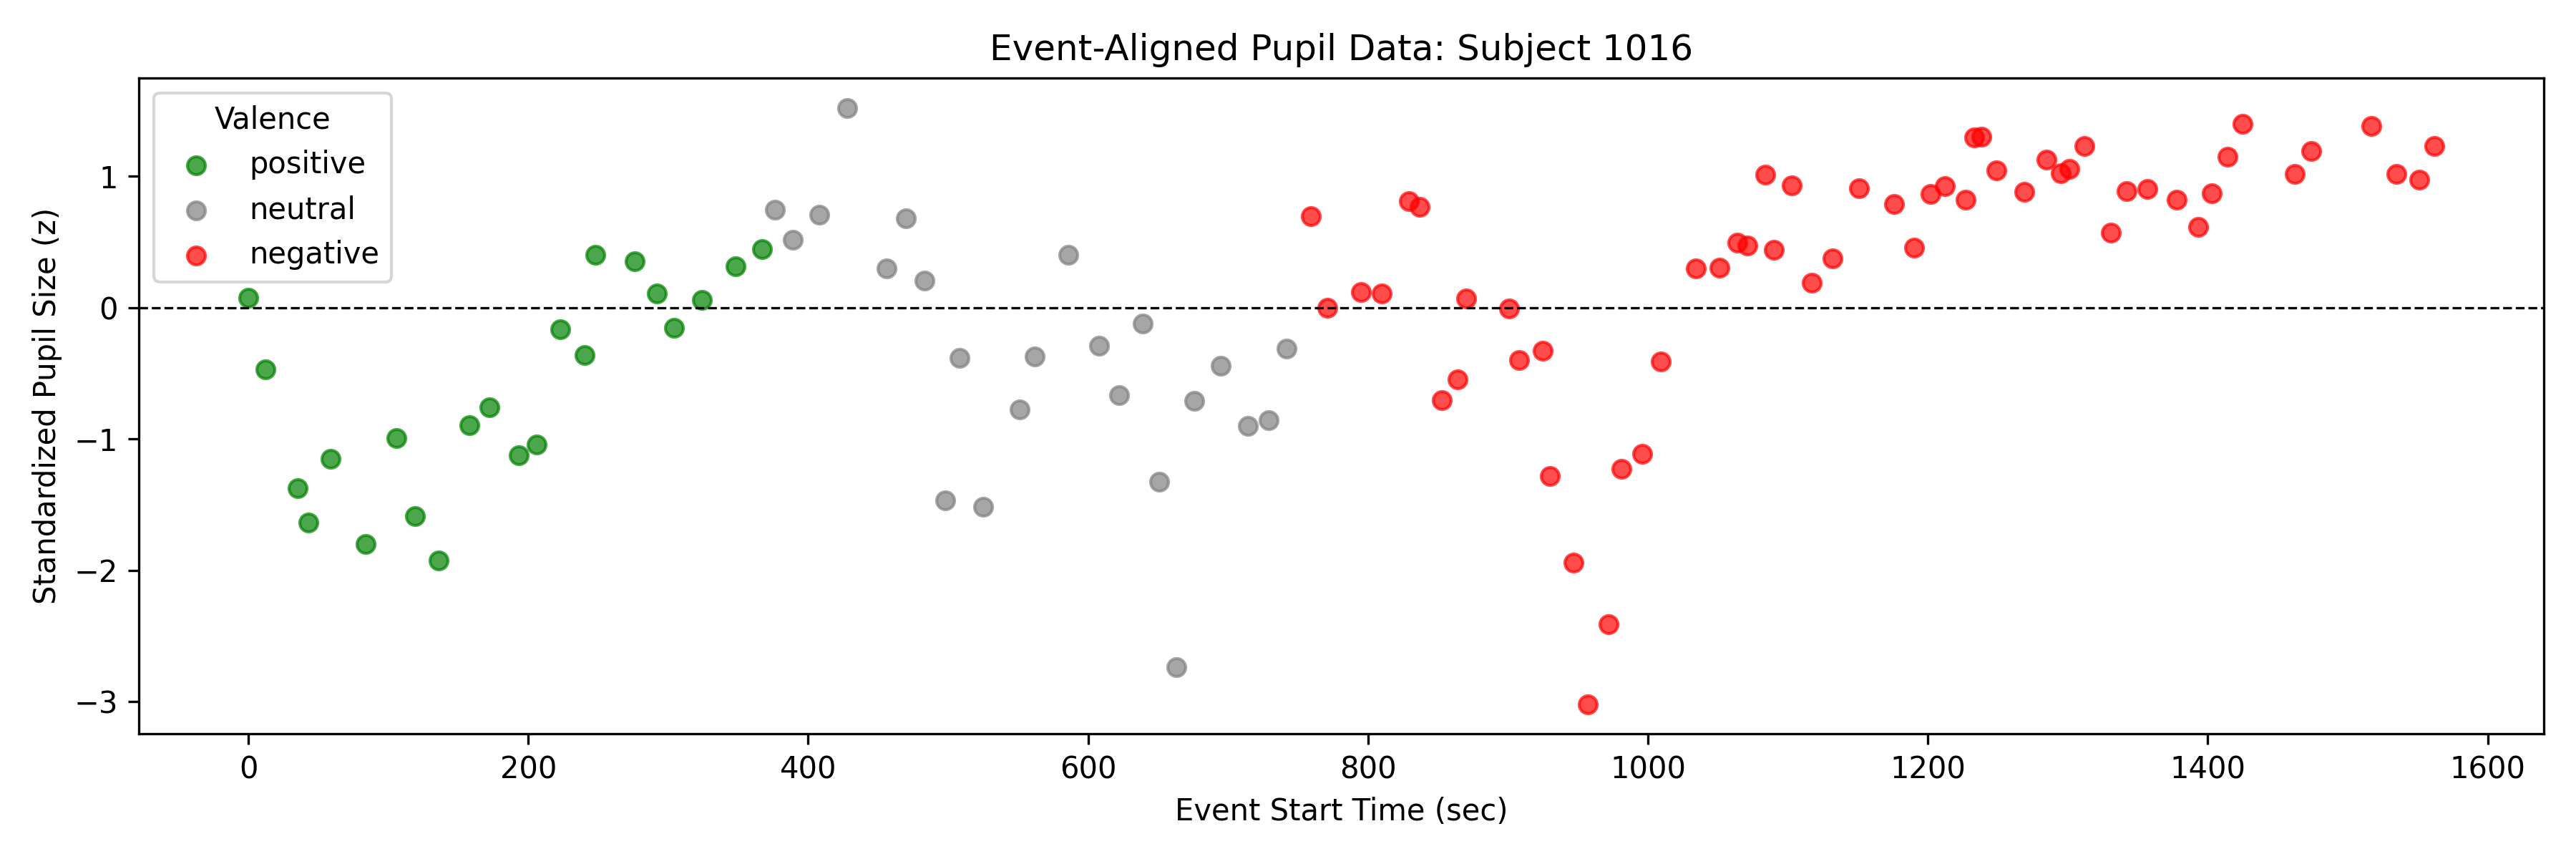 Event-Aligned Pupil Data: Subject 1016
Valence
positive
neutral
negative
Standardized Pupil Size (z)
1
0
−1
−2
−3
0 200 400 600 800 1000 1200 1400 1600
Event Start Time (sec)